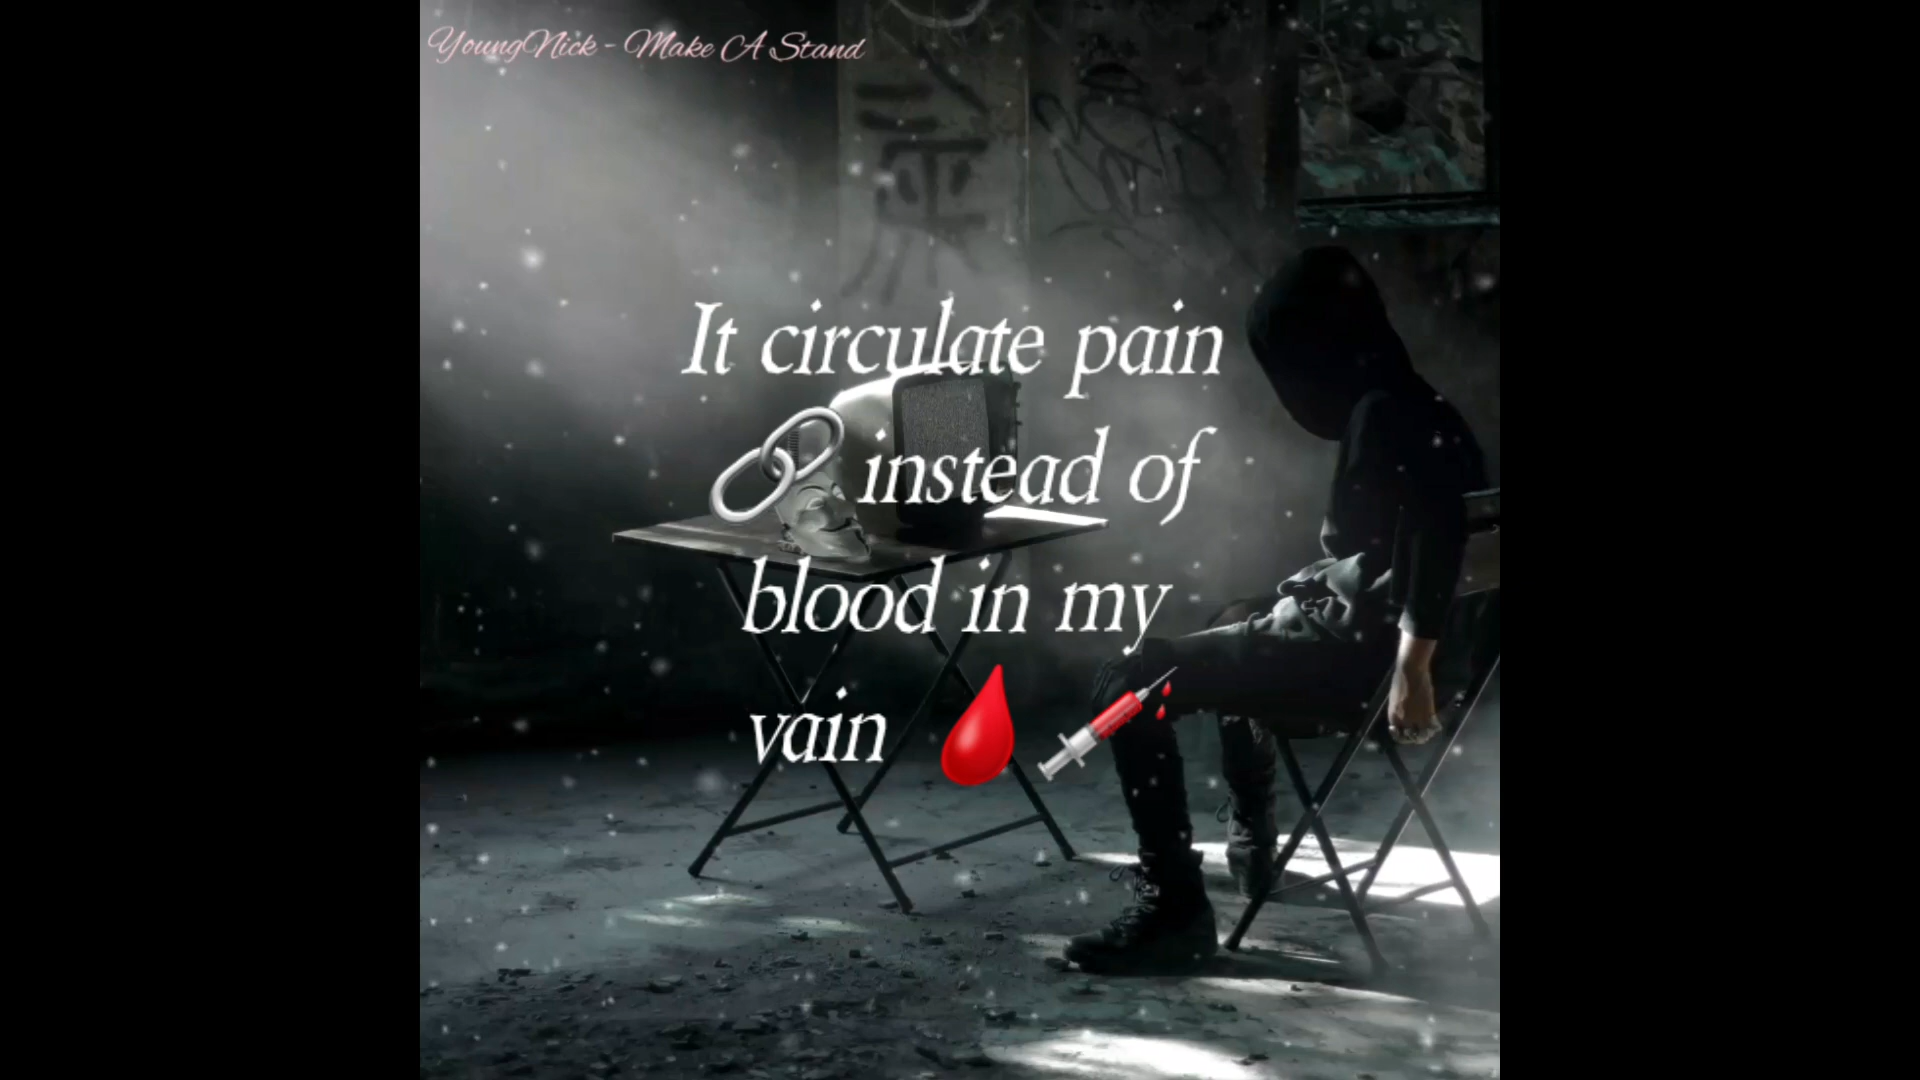 YoungNick - Make A Stand
It circulate pain
🔗 instead of
blood in my
vain 🩸💉